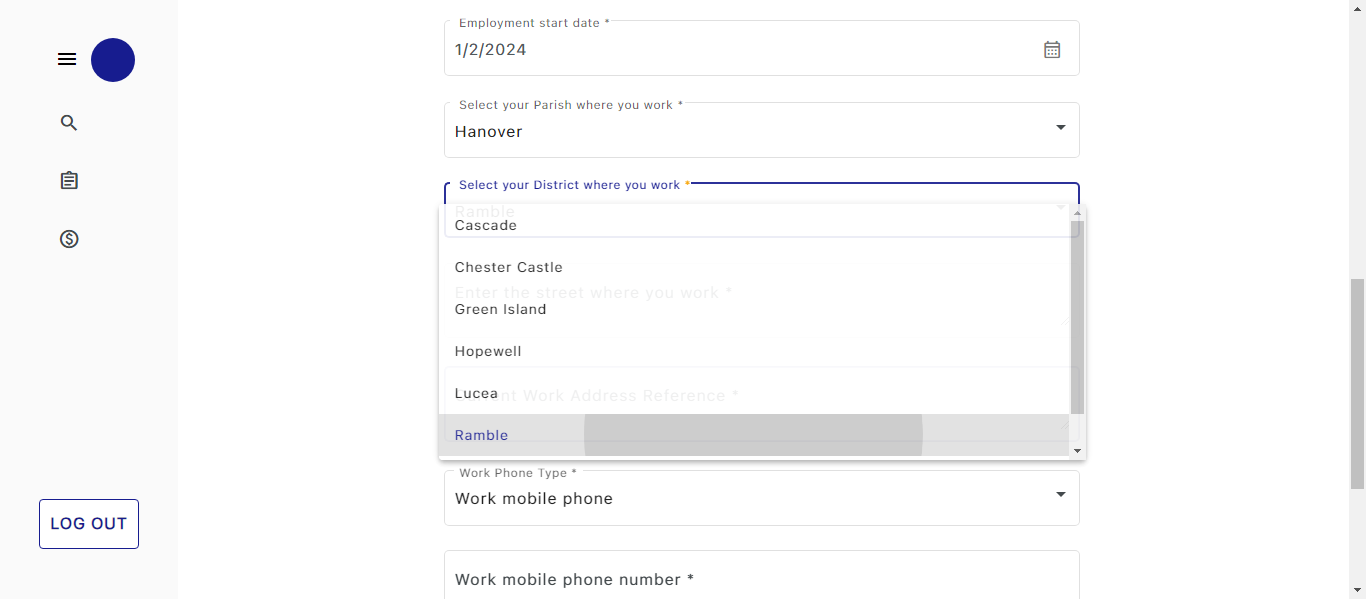 Employment start date *
1/2/2024
Select your Parish where you work *
Hanover
Select your District where you work *
Ramble
Cascade
Chester Castle
Enter the street where you work *
Green Island
Hopewell
Lucea
Work Address Reference *
Ramble
Work Phone Type *
Work mobile phone
Work mobile phone number *
LOG OUT